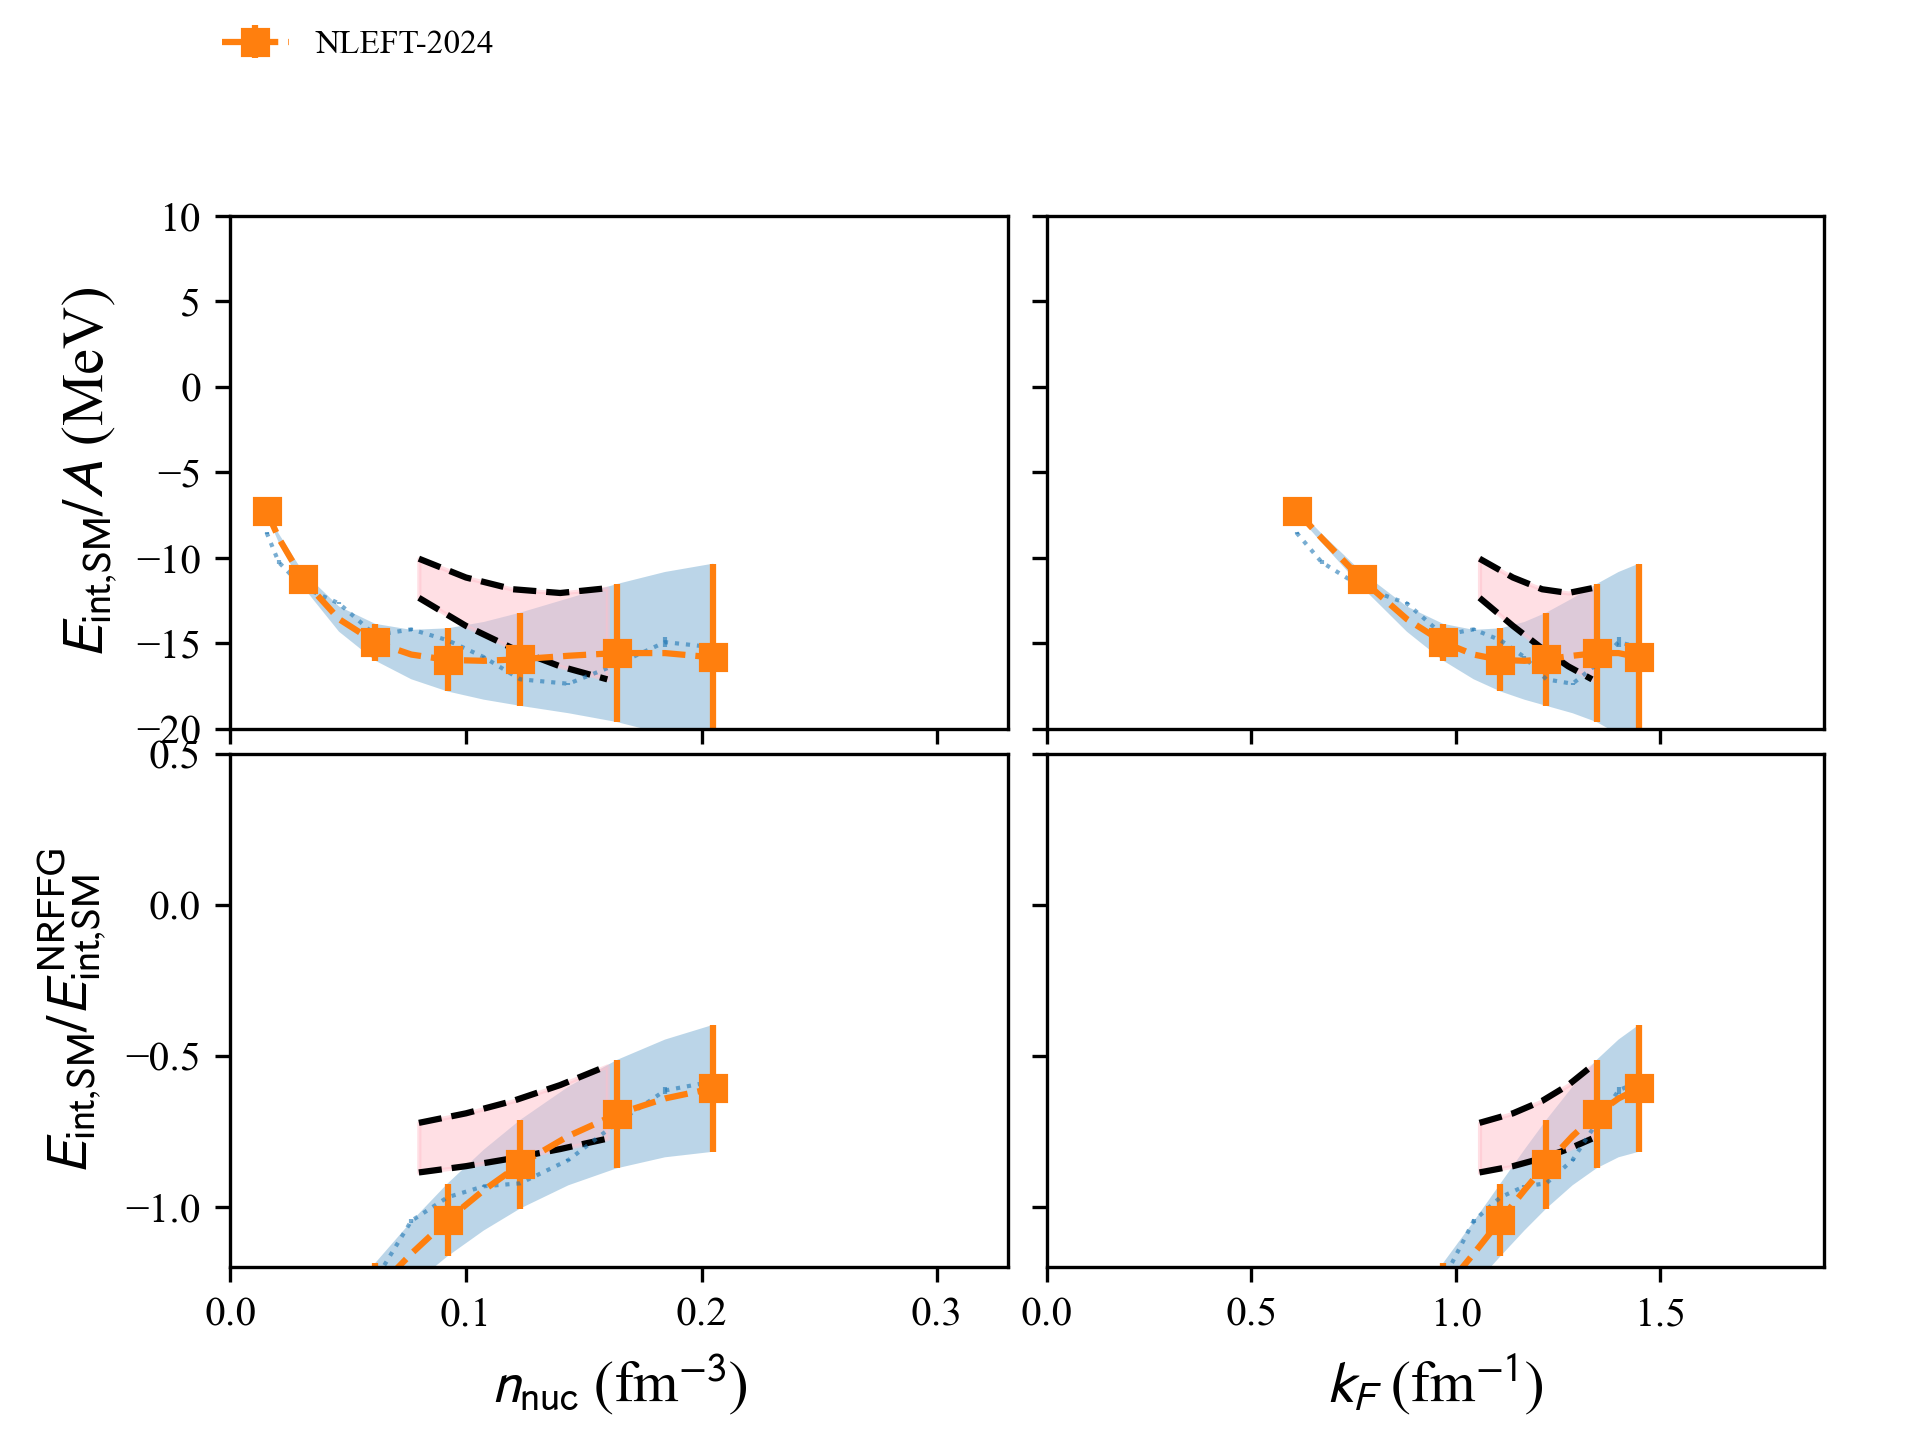 NLEFT-2024
E_int,SM/A (MeV)
10
5
0
−5
−10
−15
−20
E_int,SM/E_int,SM^NRFFG
0.5
0.0
−0.5
−1.0
0.0 0.1 0.2 0.3
0.0 0.5 1.0 1.5
n_nuc (fm⁻³)
k_F (fm⁻¹)